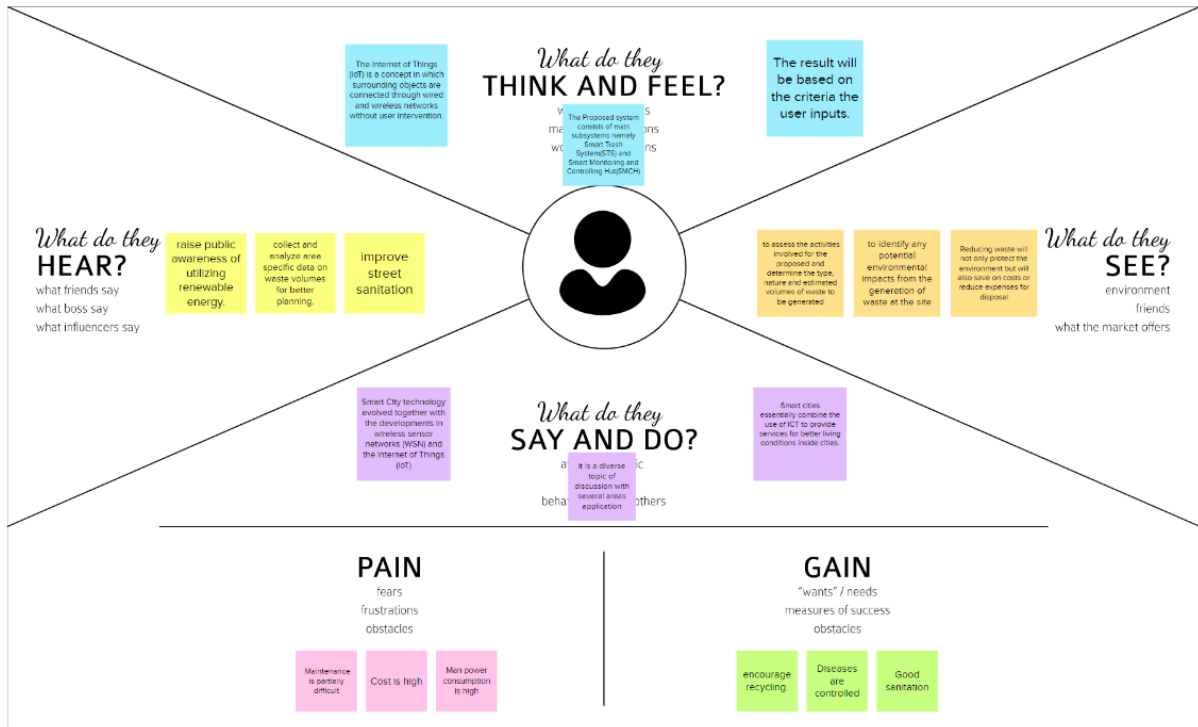 What do they
THINK AND FEEL?
The Internet of Things
(IoT) is a concept in which
surrounding objects are
connected through wired
and wireless networks
without user intervention.
The Proposed system
consists of main
subsystems namely
Smart Trash
System(STS) and
Smart Monitoring and
Controlling Hut(SMCH)
The result will
be based on
the criteria the
user inputs.
What do they
HEAR?
what friends say
what boss say
what influencers say
raise public
awareness of
utilizing
renewable
energy.
collect and
analyze area
specific data on
waste volumes
for better
planning.
improve
street
sanitation
to assess the activities
involved for the
proposed and
determine the type,
nature and estimated
volumes of waste to be
generated
to identify any
potential
environmental
impacts from the
generation of
waste at the site
Reducing waste will
not only protect the
environment but will
also save on costs or
reduce expenses for
disposal
What do they
SEE?
environment
friends
what the market offers
Smart City technology
evolved together with
the developments in
wireless sensor
networks (WSN) and
the Internet of Things
(IoT)
What do they
SAY AND DO?
It is a diverse
topic of
discussion with
several areas
application
others
Smart cities
essentially combine the
use of ICT to provide
services for better living
conditions inside cities.
PAIN
fears
frustrations
obstacles
Maintenance
is partially
difficult
Cost is high
Man power
consumption
is high
GAIN
"wants" / needs
measures of success
obstacles
encourage
recycling.
Diseases
are
controlled
Good
sanitation